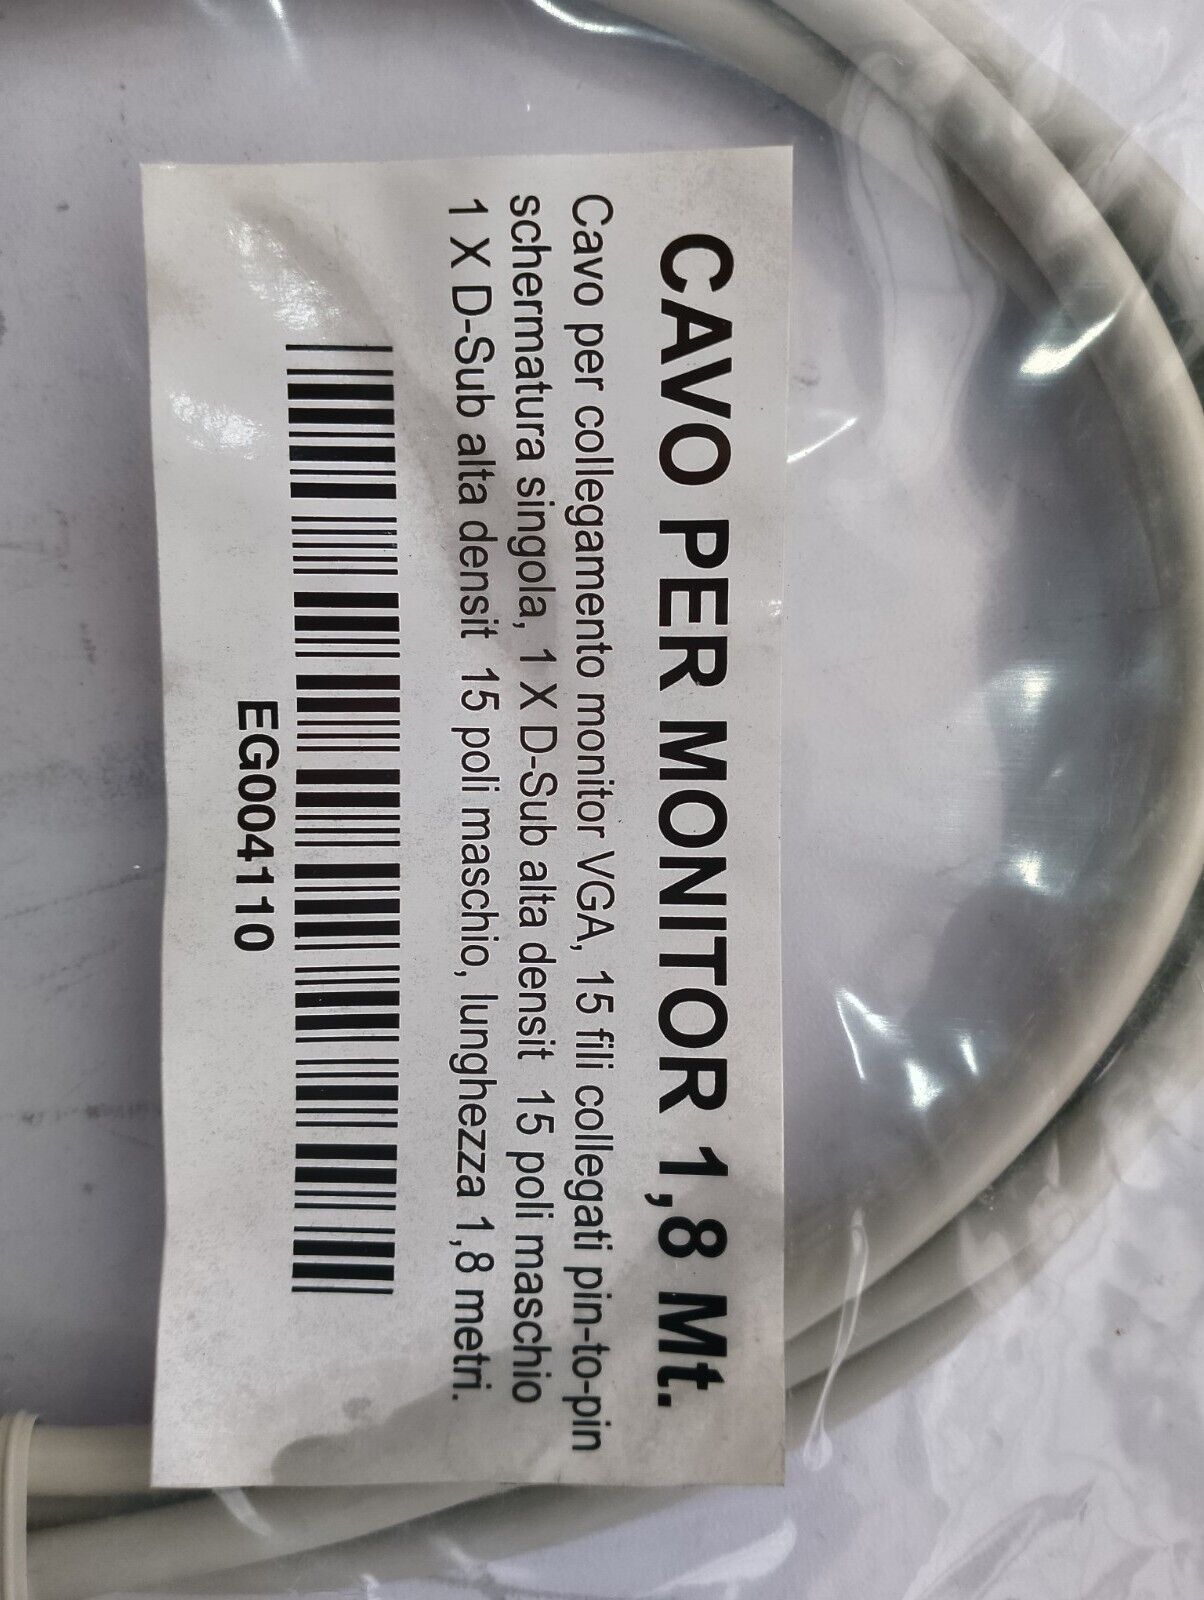 CAVO PER MONITOR 1,8 Mt.
Cavo per collegamento monitor VGA, 15 fili collegati pin-to-pin
schermatura singola, 1 X D-Sub alta densit 15 poli maschio
1 X D-Sub alta densit 15 poli maschio, lunghezza 1,8 metri.
EG004110